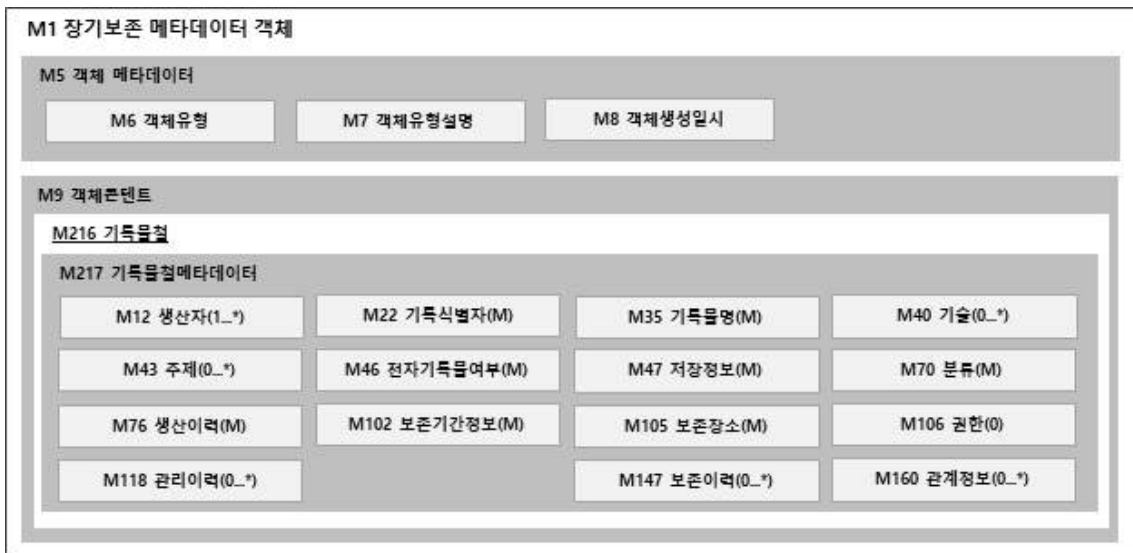 M1 장기보존 메타데이터 객체
M5 객체 메타데이터
M6 객체유형
M7 객체유형설명
M8 객체생성일시
M9 객체콘텐트
M216 기록물철
M217 기록물철메타데이터
M12 생산자(1_*)
M22 기록식별자(M)
M35 기록물명(M)
M40 기술(0_*)
M43 주제(0_*)
M46 전자기록물여부(M)
M47 저장정보(M)
M70 분류(M)
M76 생산이력(M)
M102 보존기간정보(M)
M105 보존장소(M)
M106 권한(0)
M118 관리이력(0_*)
M147 보존이력(0_*)
M160 관계정보(0_*)